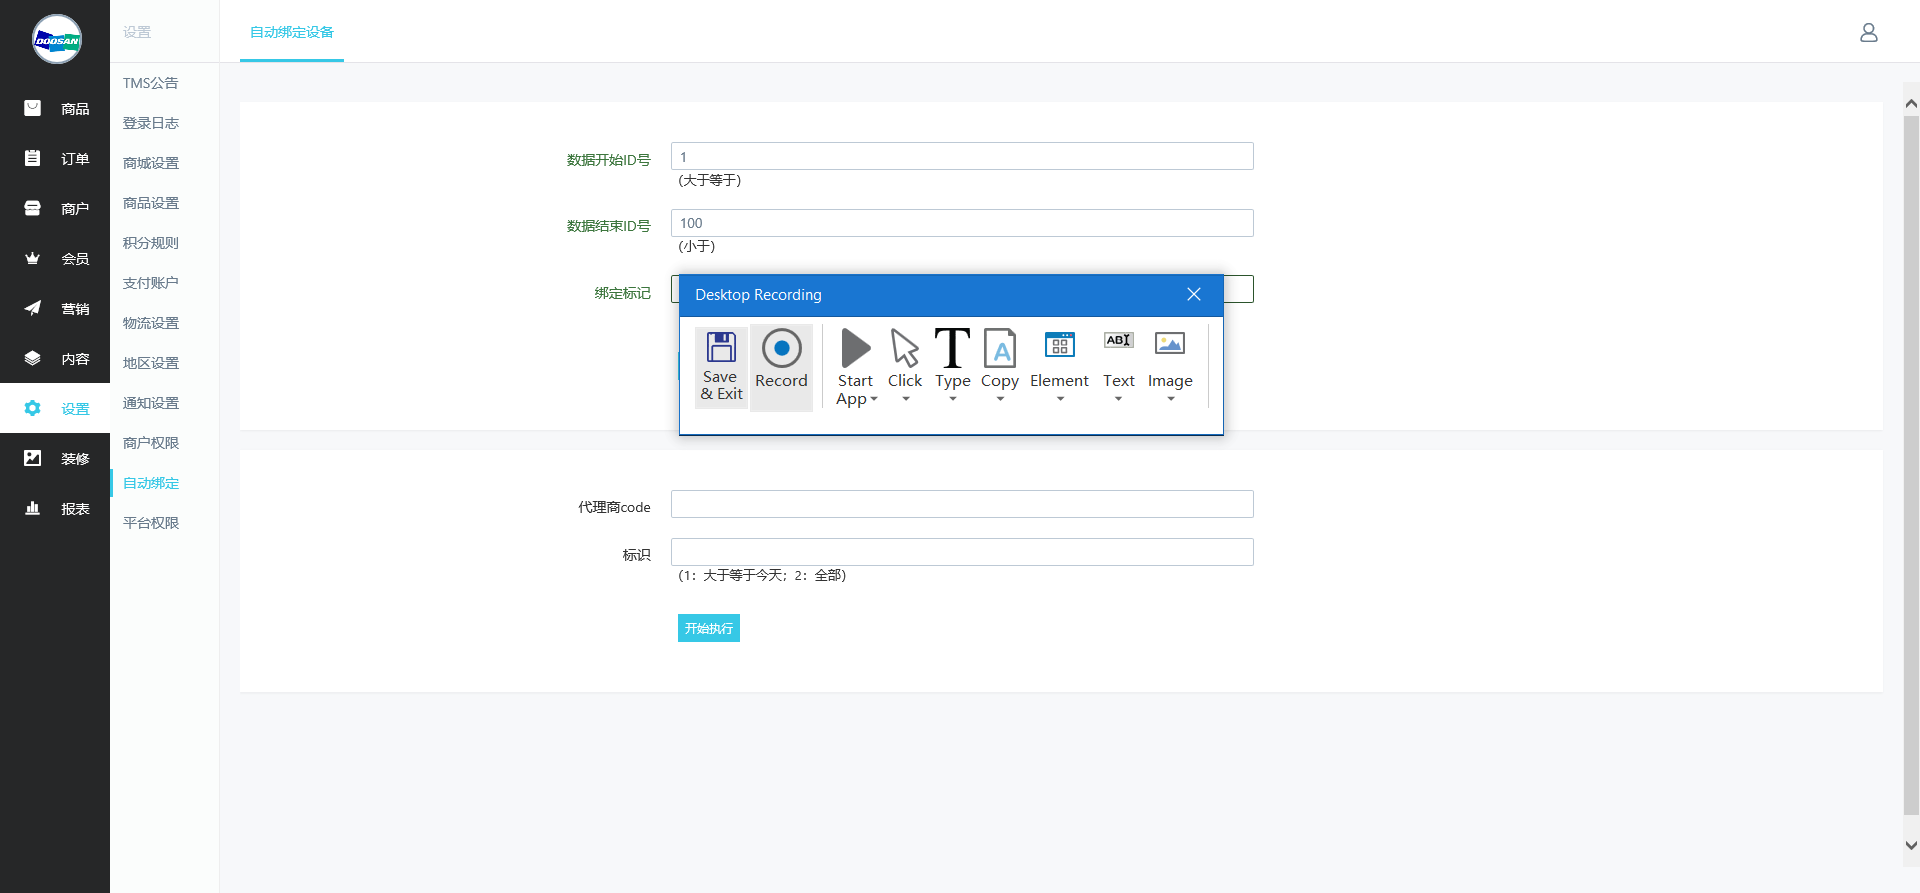 DOOSAN
商品
订单
商户
会员
营销
内容
设置
装修
报表
设置
TMS公告
登录日志
商城设置
商品设置
积分规则
支付账户
物流设置
地区设置
通知设置
商户权限
自动绑定
平台权限
自动绑定设备
数据开始ID号
1
(大于等于)
数据结束ID号
100
(小于)
绑定标记
Desktop Recording
Save
& Exit
Record
Start
App
Click
Type
Copy
Element
Text
Image
A
ABI
代理商code
标识
(1：大于等于今天；2：全部)
开始执行